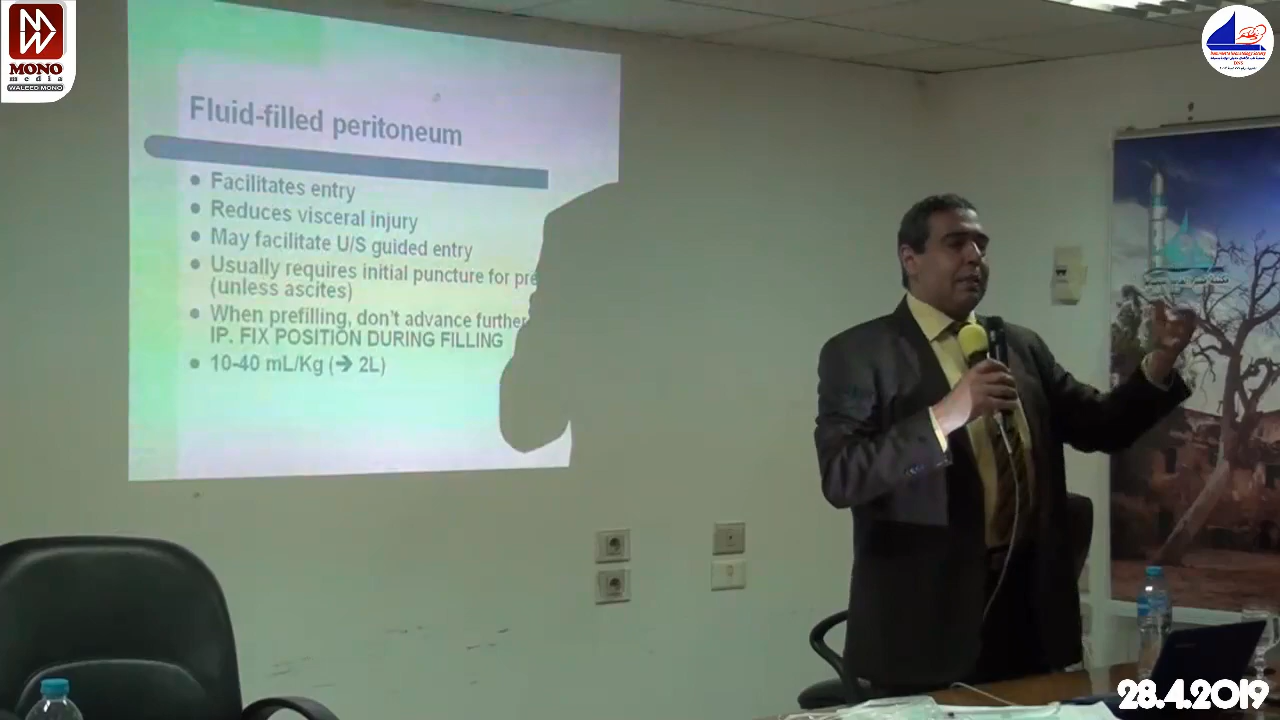 MONO
media
WALEED MONO
DNS
Fluid-filled peritoneum
Facilitates entry
Reduces visceral injury
May facilitate U/S guided entry
Usually requires initial puncture for pre
(unless ascites)
When prefilling, don't advance further
IP. FIX POSITION DURING FILLING
10-40 mL/Kg (➔ 2L)
28.4.2019